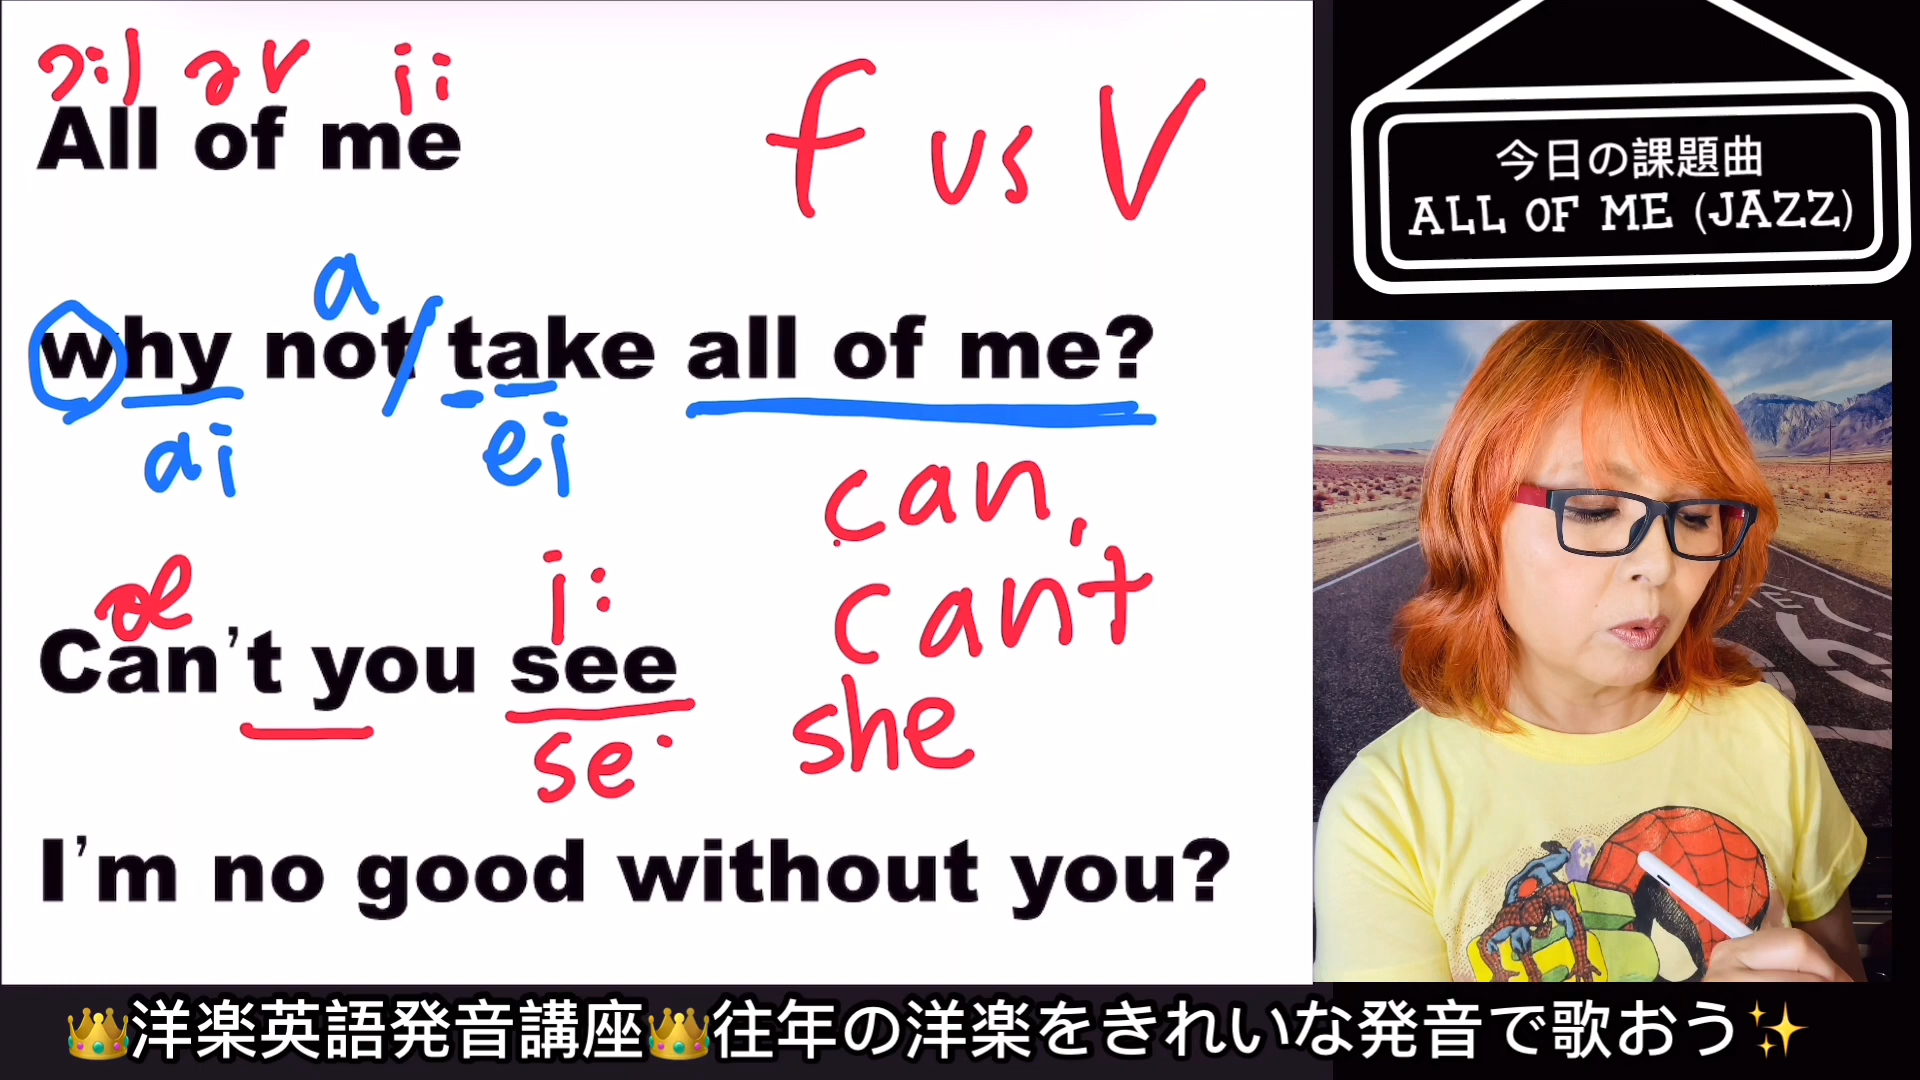 ɔ:l əv i:
All of me
f vs V
a
why not / take all of me?
ai ei
can,
can't
æ i:
Can't you see
se she
I'm no good without you?
今日の課題曲
ALL OF ME (JAZZ)
👑洋楽英語発音講座👑往年の洋楽をきれいな発音で歌おう✨